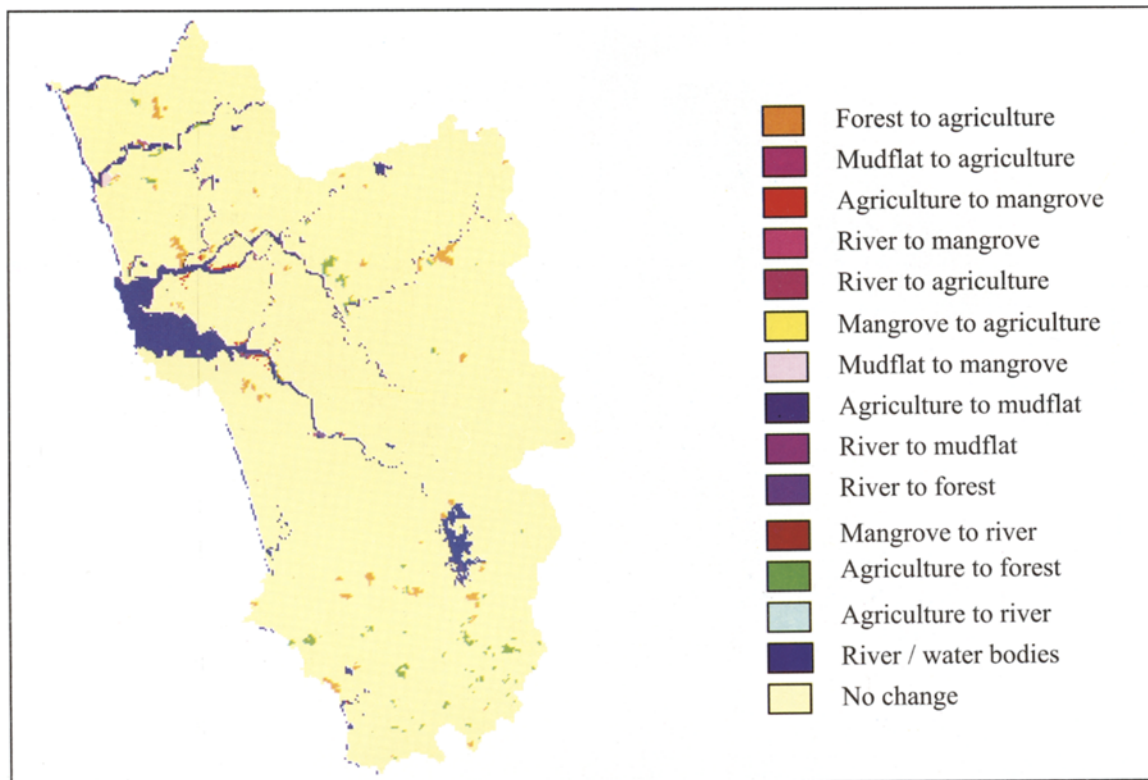 Forest to agriculture
Mudflat to agriculture
Agriculture to mangrove
River to mangrove
River to agriculture
Mangrove to agriculture
Mudflat to mangrove
Agriculture to mudflat
River to mudflat
River to forest
Mangrove to river
Agriculture to forest
Agriculture to river
River / water bodies
No change